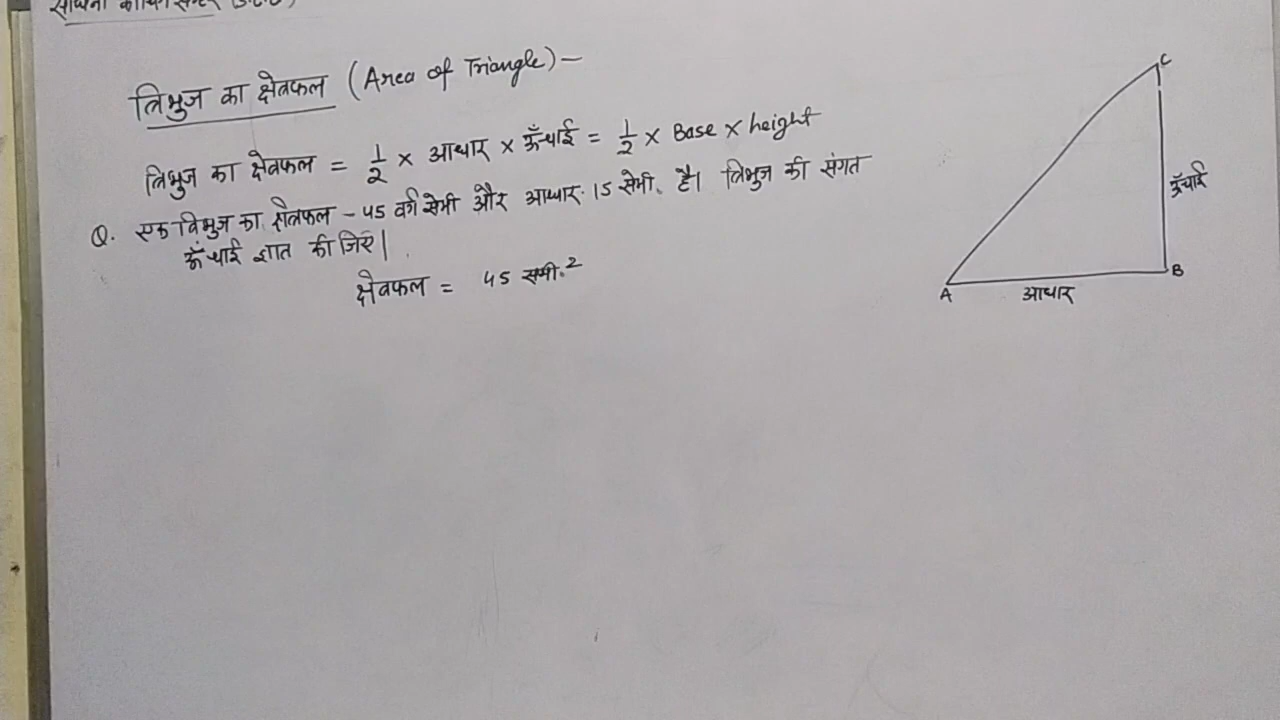 त्रिभुज का क्षेत्रफल (Area of Triangle) -
त्रिभुज का क्षेत्रफल = 1/2 × आधार × ऊँचाई = 1/2 × Base × height
Q. एक त्रिभुज का क्षेत्रफल - 45 वर्ग सेमी और आधार 15 सेमी. है। त्रिभुज की संगत
ऊँचाई ज्ञात कीजिए।
क्षेत्रफल = 45 समी.²
C
ऊँचाई
B
A
आधार